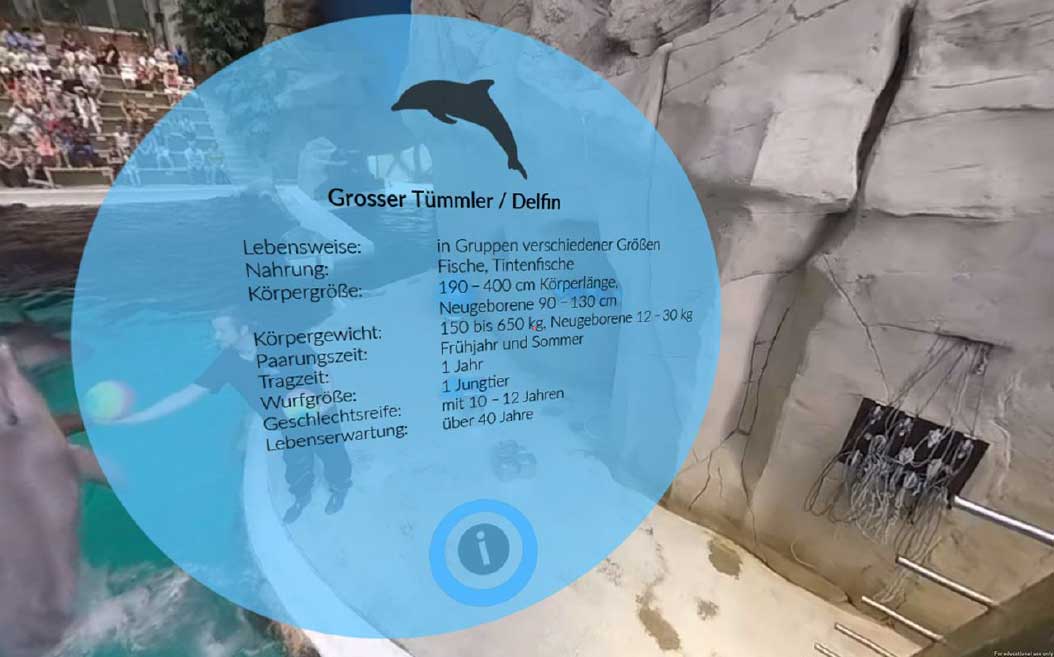 Grosser Tümmler / Delfin
Lebensweise: in Gruppen verschiedener Größen
Nahrung: Fische, Tintenfische
Körpergröße: 190 – 400 cm Körperlänge,
Neugeborene 90 – 130 cm
Körpergewicht: 150 bis 650 kg, Neugeborene 12 – 30 kg
Paarungszeit: Frühjahr und Sommer
Tragzeit: 1 Jahr
Wurfgröße: 1 Jungtier
Geschlechtsreife: mit 10 – 12 Jahren
Lebenserwartung: über 40 Jahre
i
For educational use only